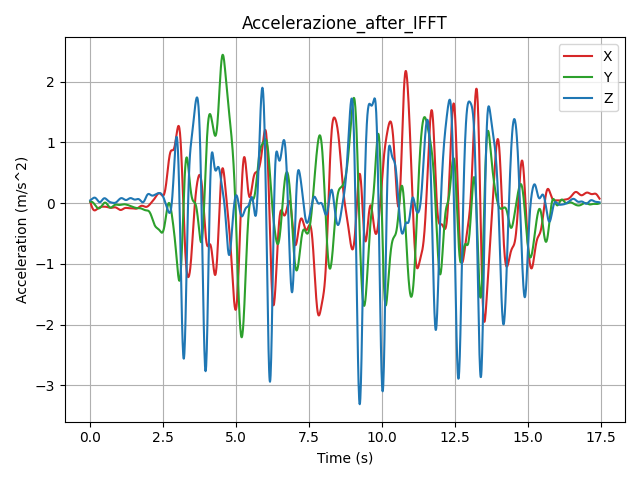 Accelerazione_after_IFFT
X
Y
Z
Acceleration (m/s^2)
2
1
0
−1
−2
−3
0.0 2.5 5.0 7.5 10.0 12.5 15.0 17.5
Time (s)